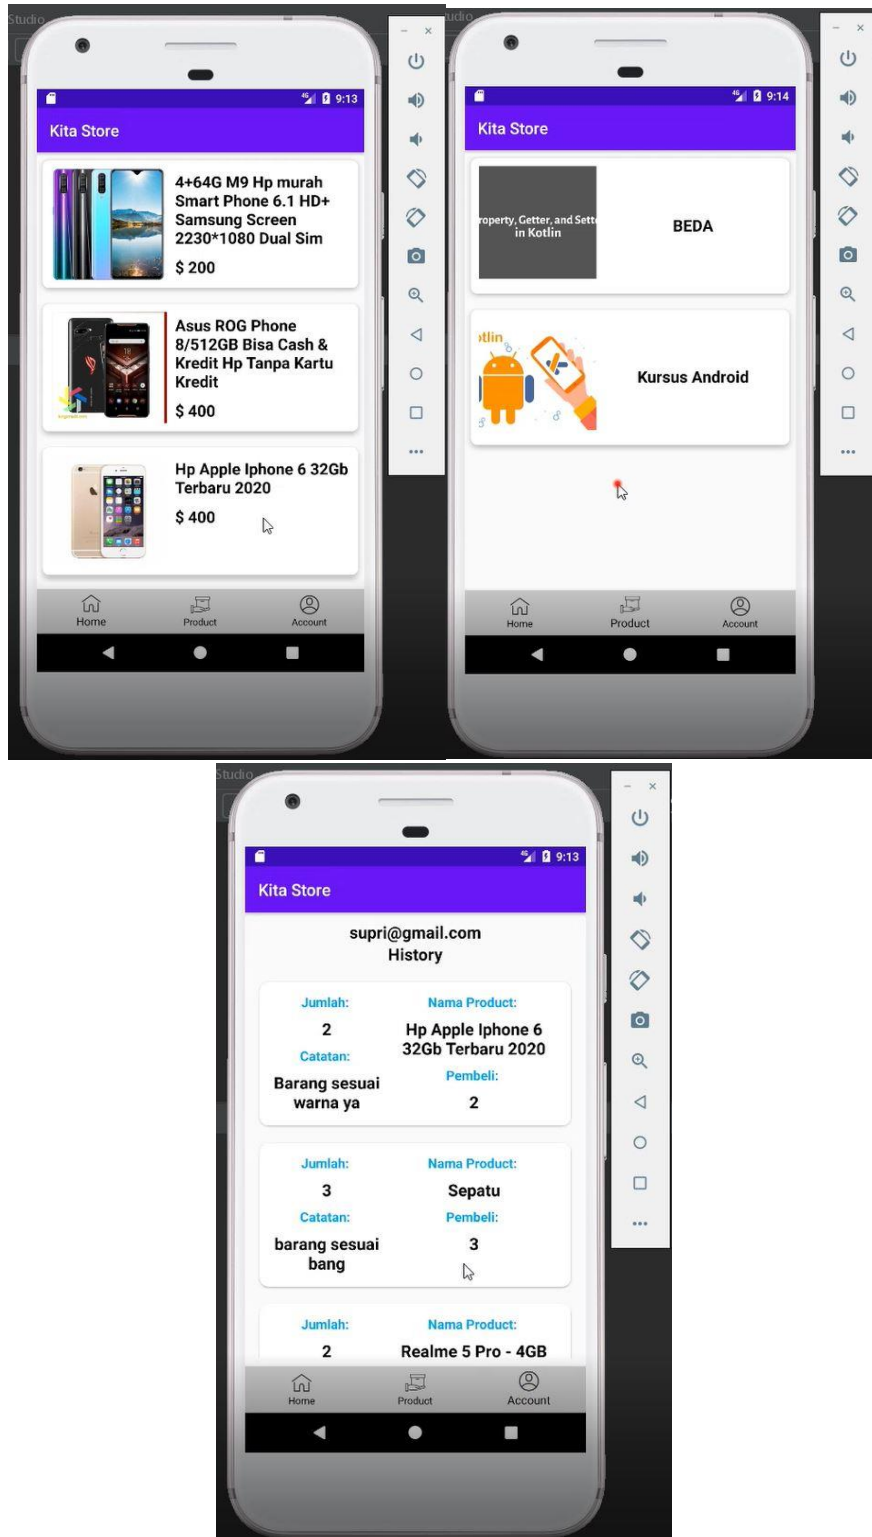 Studio
4G 9:13
Kita Store
4+64G M9 Hp murah
Smart Phone 6.1 HD+
Samsung Screen
2230*1080 Dual Sim
$ 200
Asus ROG Phone
8/512GB Bisa Cash &
Kredit Hp Tanpa Kartu
Kredit
$ 400
Hp Apple Iphone 6 32Gb
Terbaru 2020
$ 400
Home
Product
Account
tudio
4G 9:14
Kita Store
roperty, Getter, and Sett
in Kotlin
BEDA
otlin
Kursus Android
Home
Product
Account
Studio
4G 9:13
Kita Store
supri@gmail.com
History
Jumlah:
Nama Product:
2
Hp Apple Iphone 6
32Gb Terbaru 2020
Catatan:
Pembeli:
Barang sesuai
warna ya
2
Jumlah:
Nama Product:
3
Sepatu
Catatan:
Pembeli:
barang sesuai
bang
3
Jumlah:
Nama Product:
2
Realme 5 Pro - 4GB
Home
Product
Account